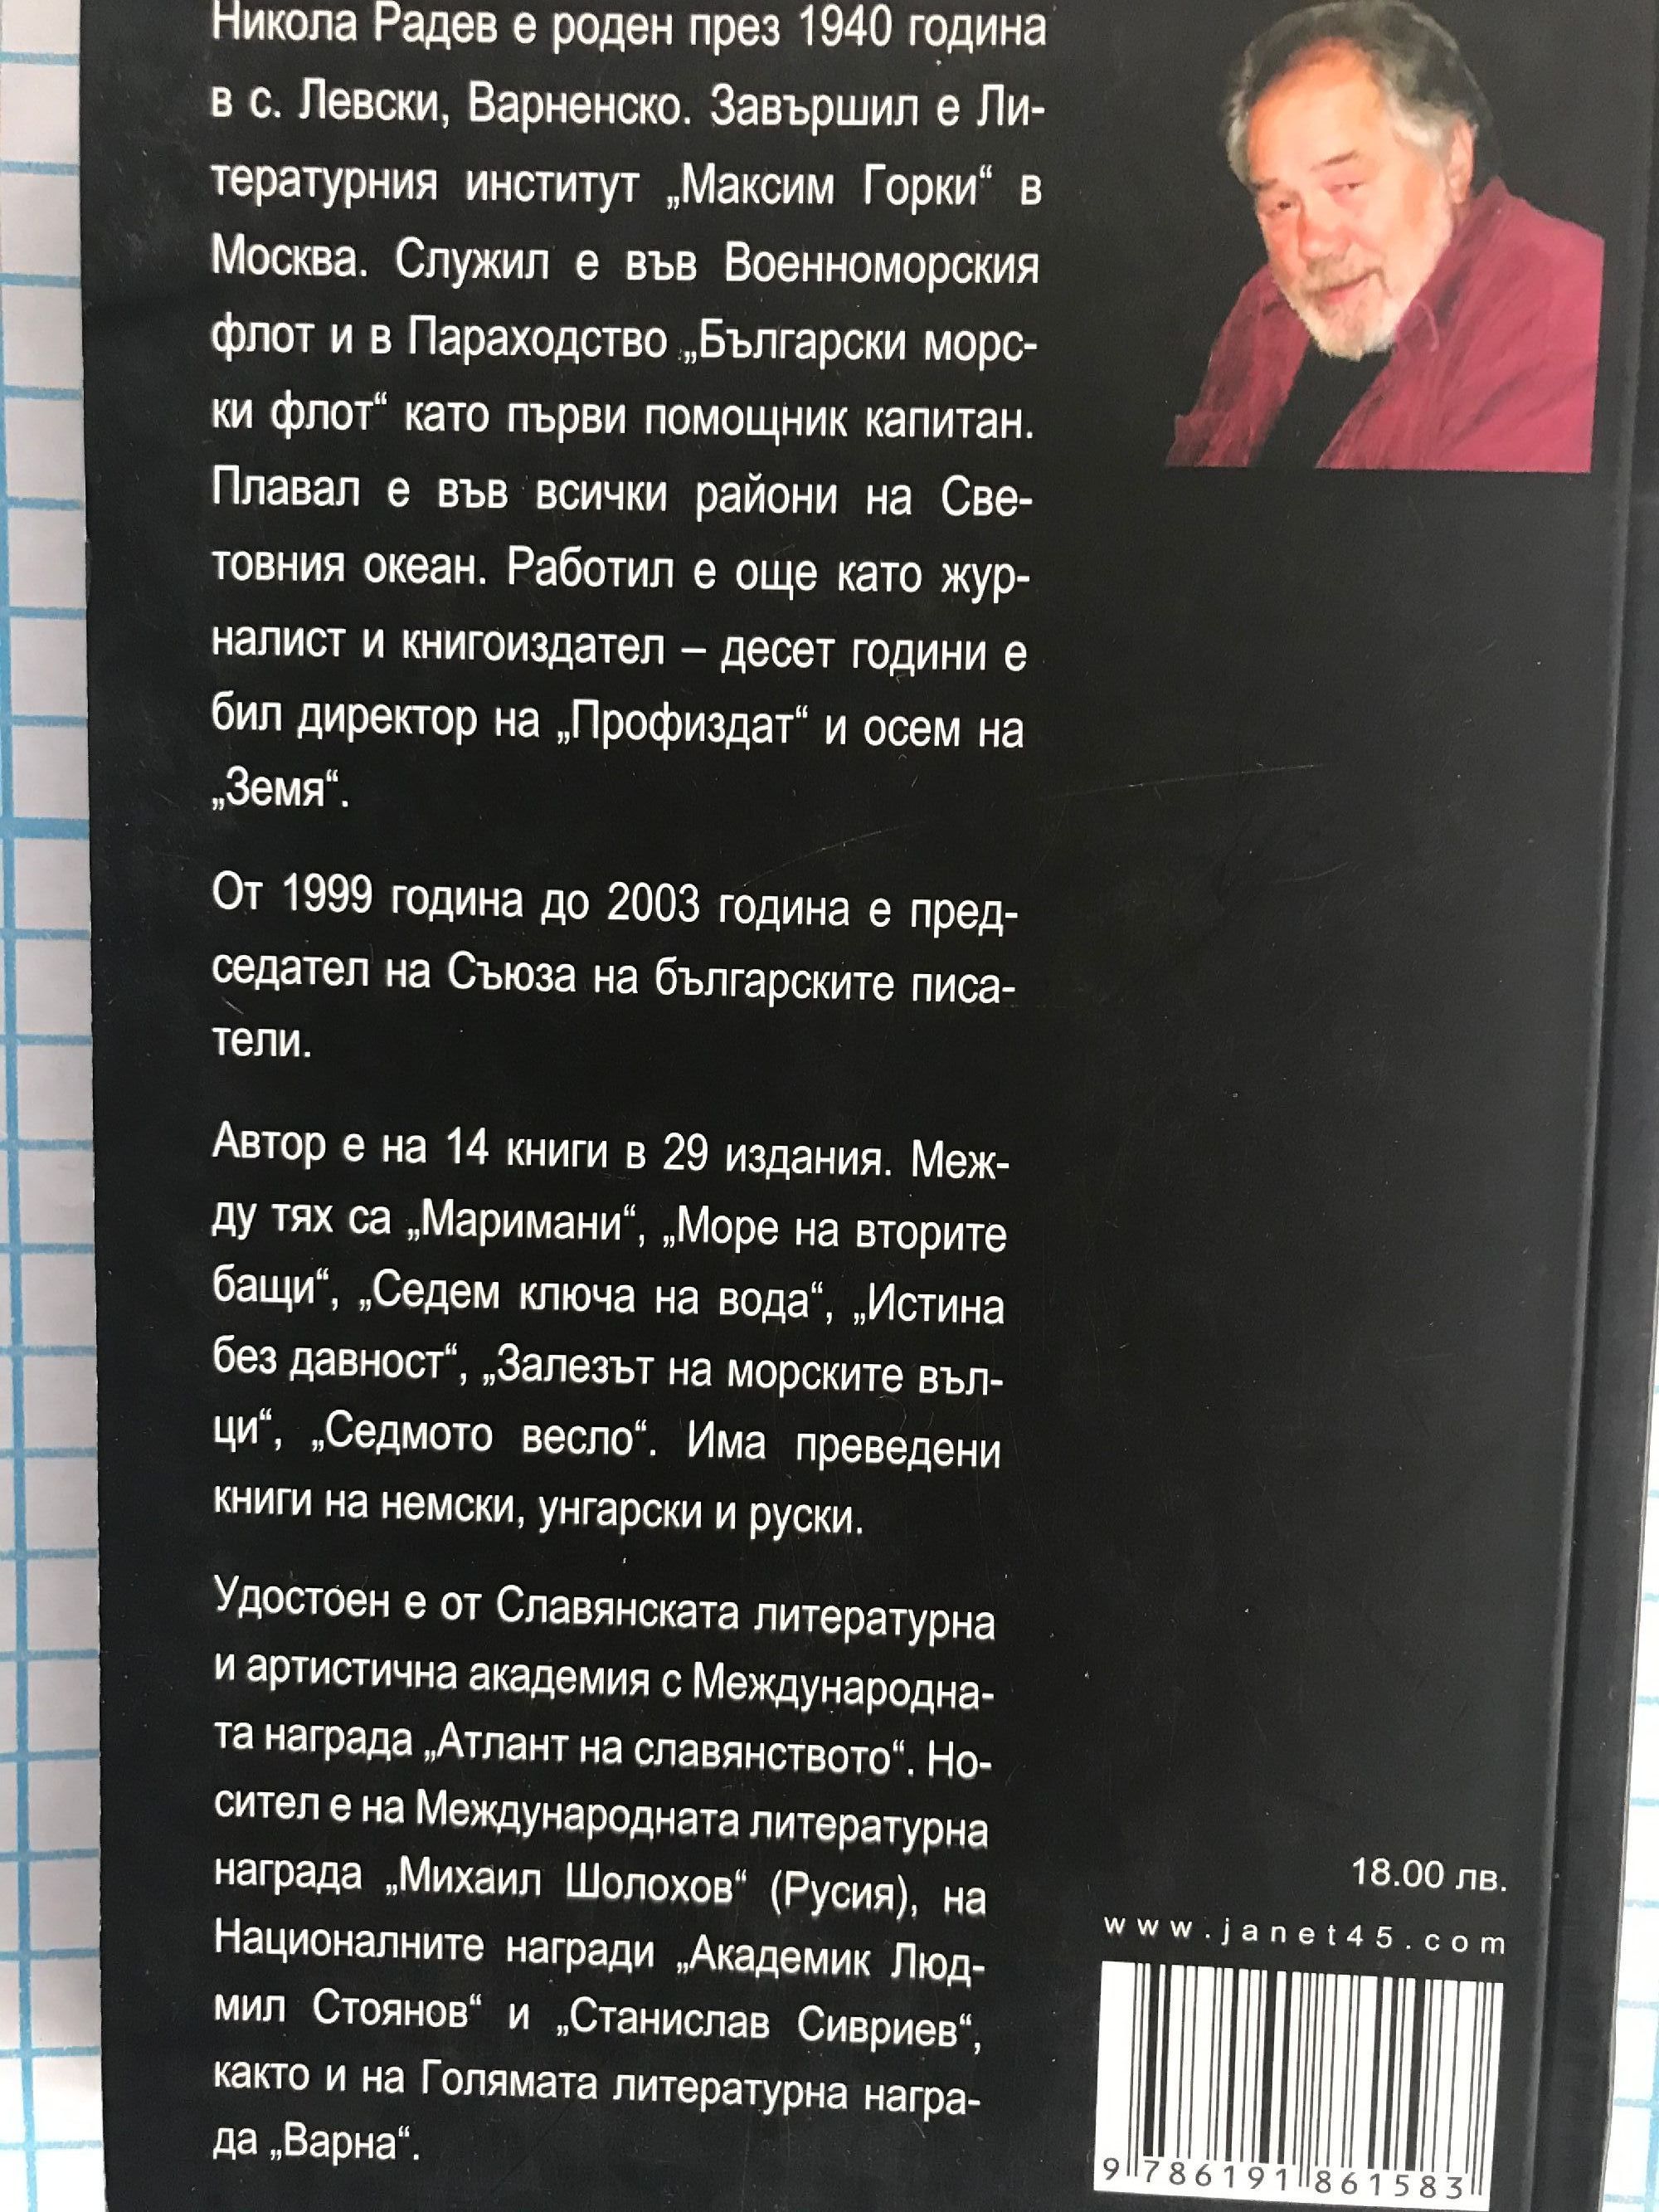 Никола Радев е роден през 1940 година
в с. Левски, Варненско. Завършил е Ли-
тературния институт „Максим Горки“ в
Москва. Служил е във Военноморския
флот и в Параходство „Български морс-
ки флот“ като първи помощник капитан.
Плавал е във всички райони на Све-
товния океан. Работил е още като жур-
налист и книгоиздател – десет години е
бил директор на „Профиздат“ и осем на
„Земя“.
От 1999 година до 2003 година е пред-
седател на Съюза на българските писа-
тели.
Автор е на 14 книги в 29 издания. Меж-
ду тях са „Маримани“, „Море на вторите
бащи“, „Седем ключа на вода“, „Истина
без давност“, „Залезът на морските въл-
ци“, „Седмото весло“. Има преведени
книги на немски, унгарски и руски.
Удостоен е от Славянската литературна
и артистична академия с Международна-
та награда „Атлант на славянството“. Но-
сител е на Международната литературна
награда „Михаил Шолохов“ (Русия), на
Националните награди „Академик Люд-
мил Стоянов“ и „Станислав Сивриев“,
както и на Голямата литературна награ-
да „Варна“.
18.00 лв.
www.janet45.com
9 786191 861583